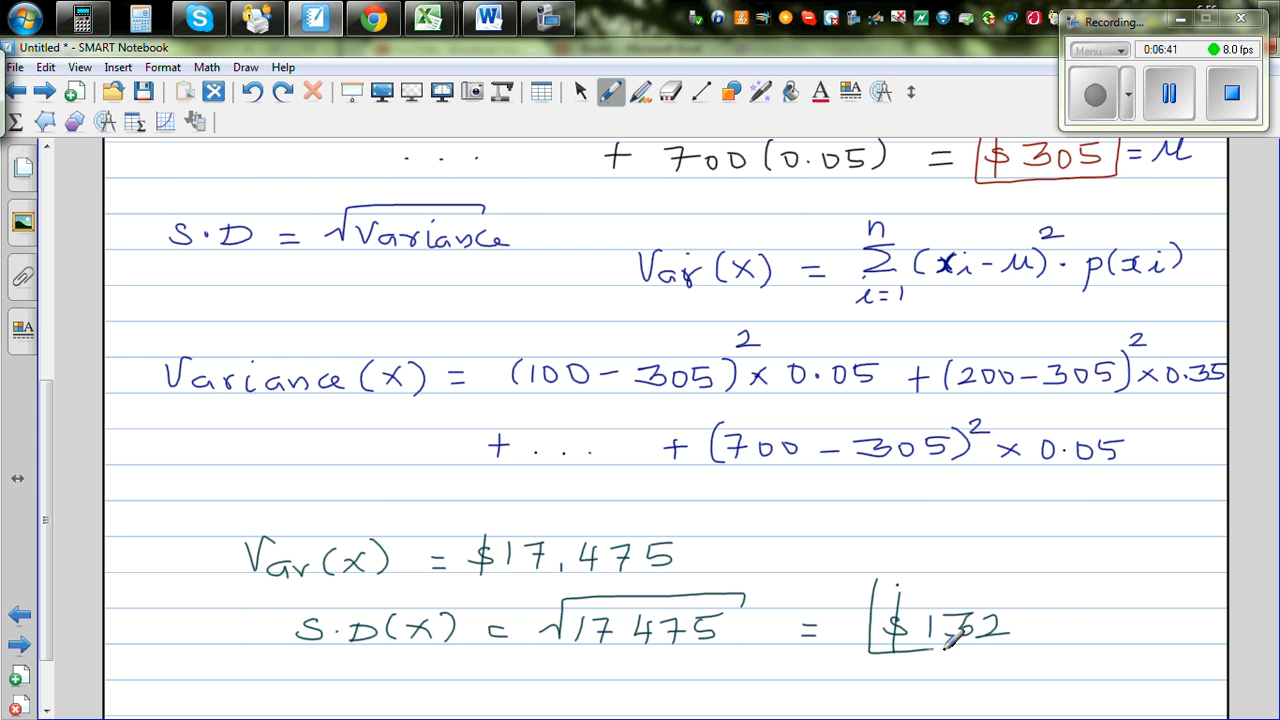 Recording...
Untitled * - SMART Notebook
Menu
0:06:41
8.0 fps
File Edit View Insert Format Math Draw Help
... + 700(0.05) = $305 = μ
S.D = √Variance
Var(X) = n Σ i=1 (xi - μ)² · p(xi)
Variance(X) = (100 - 305)² × 0.05 + (200 - 305)² × 0.35
+ ... + (700 - 305)² × 0.05
Var(X) = $17,475
S.D(X) = √17475 = $132